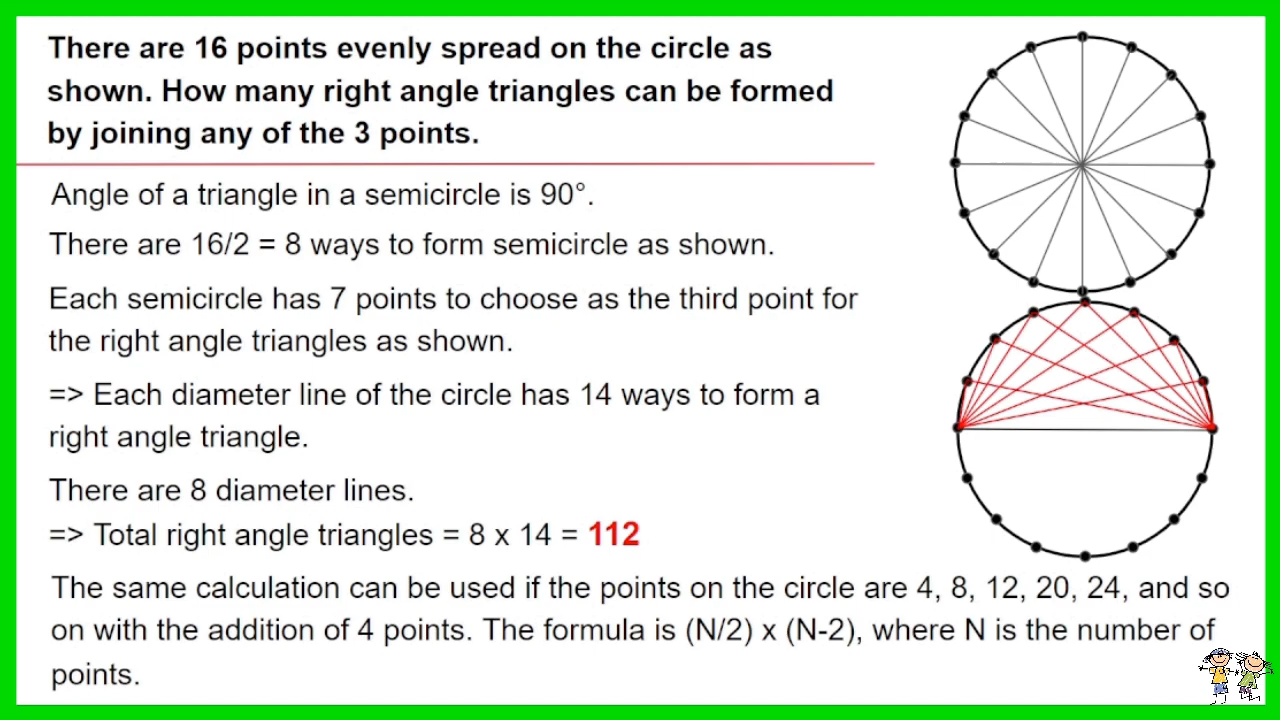 There are 16 points evenly spread on the circle as
shown. How many right angle triangles can be formed
by joining any of the 3 points.
Angle of a triangle in a semicircle is 90°.
There are 16/2 = 8 ways to form semicircle as shown.
Each semicircle has 7 points to choose as the third point for
the right angle triangles as shown.
=> Each diameter line of the circle has 14 ways to form a
right angle triangle.
There are 8 diameter lines.
=> Total right angle triangles = 8 x 14 = 112
The same calculation can be used if the points on the circle are 4, 8, 12, 20, 24, and so
on with the addition of 4 points. The formula is (N/2) x (N-2), where N is the number of
points.